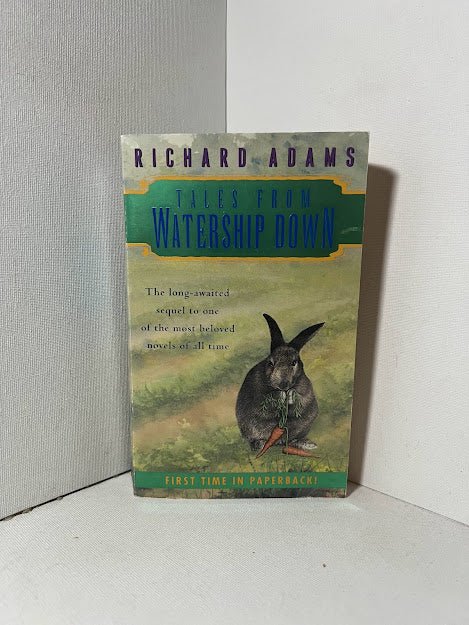 RICHARD ADAMS
TALES FROM
WATERSHIP DOWN
The long-awaited
sequel to one
of the most beloved
novels of all time
FIRST TIME IN PAPERBACK!